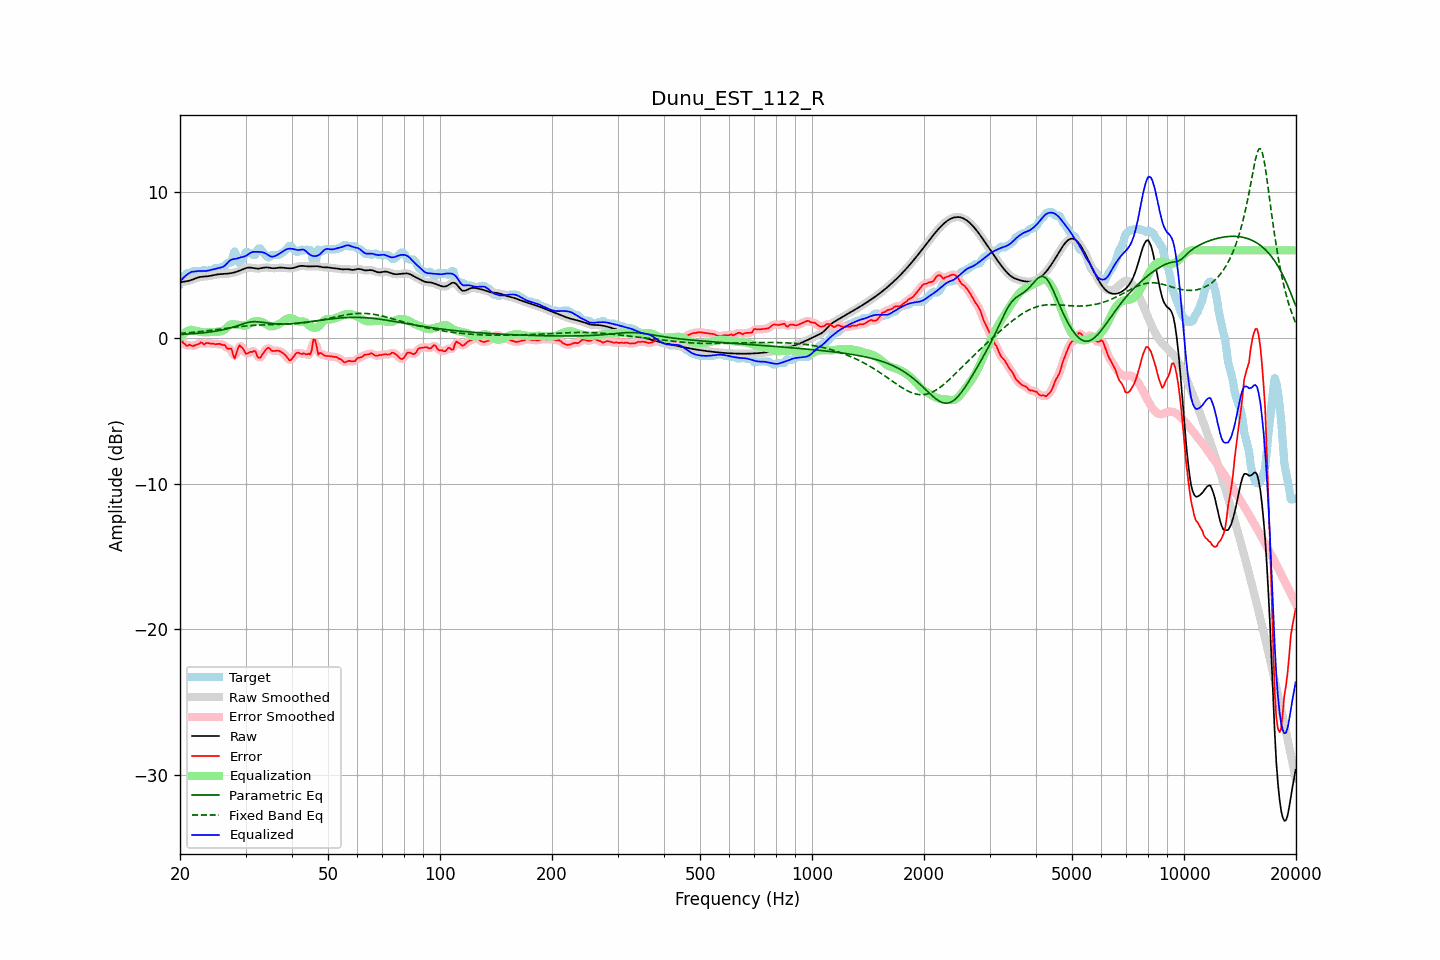 Dunu_EST_112_R
Amplitude (dBr)
10
0
−10
−20
−30
Target
Raw Smoothed
Error Smoothed
Raw
Error
Equalization
Parametric Eq
Fixed Band Eq
Equalized
20 50 100 200 500 1000 2000 5000 10000 20000
Frequency (Hz)